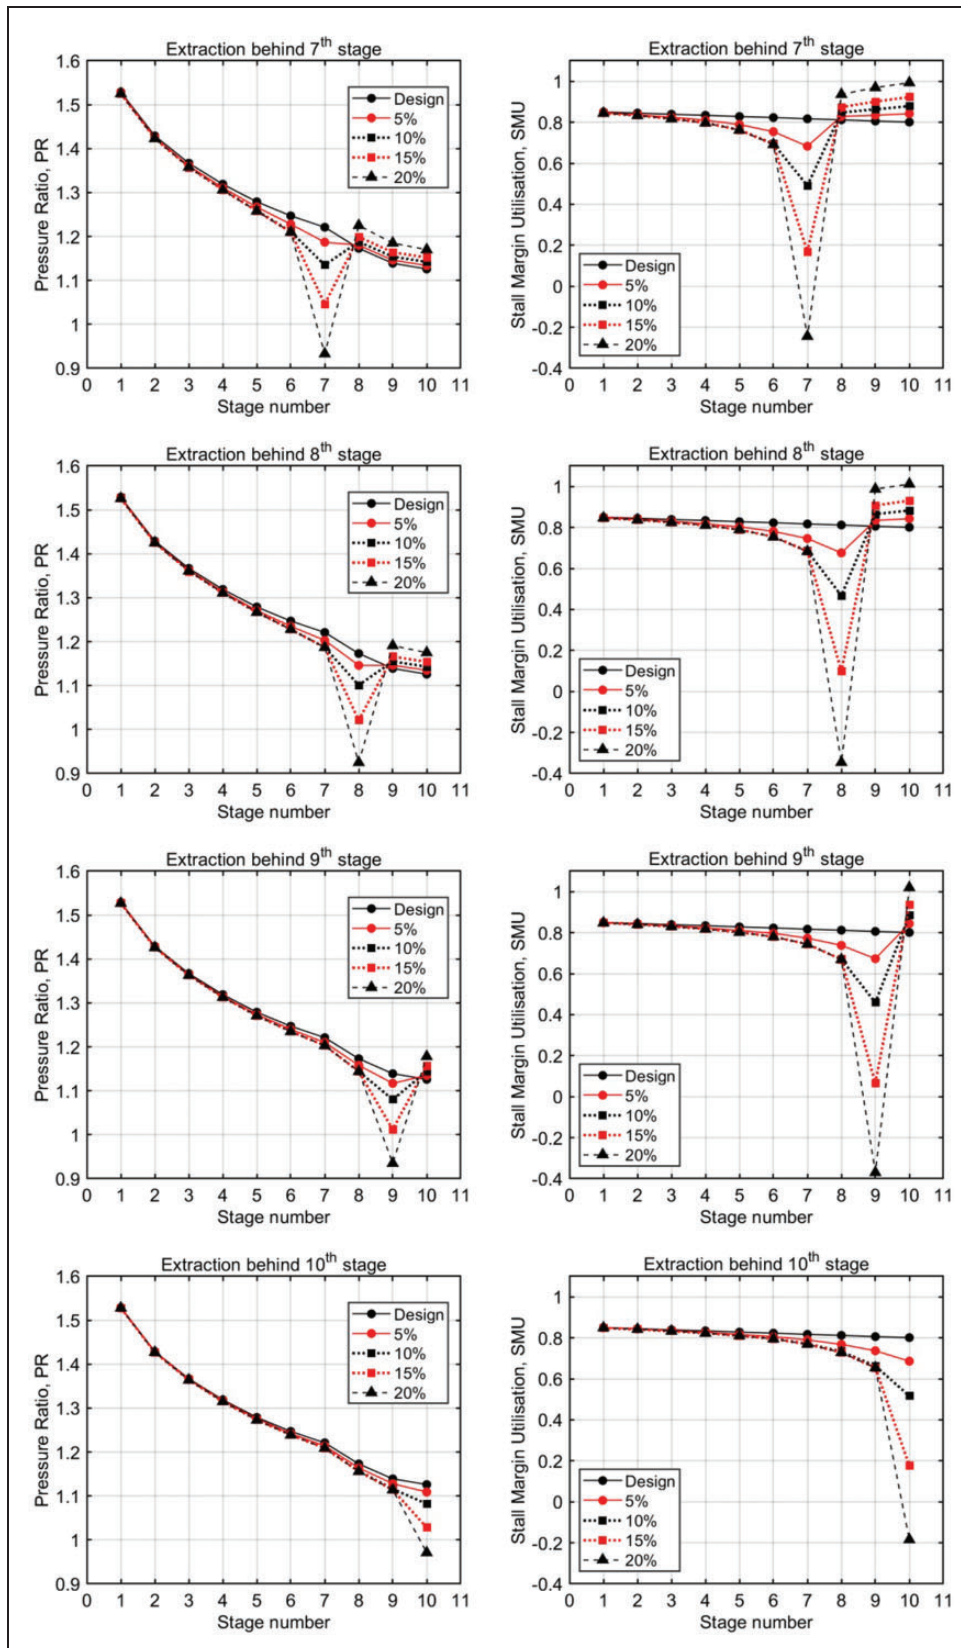 Extraction behind 7th stage
Pressure Ratio, PR
1.6
1.5
1.4
1.3
1.2
1.1
1
0.9
Design
5%
10%
15%
20%
0 1 2 3 4 5 6 7 8 9 10 11
Stage number
Extraction behind 7th stage
Stall Margin Utilisation, SMU
1
0.8
0.6
0.4
0.2
0
-0.2
-0.4
Design
5%
10%
15%
20%
0 1 2 3 4 5 6 7 8 9 10 11
Stage number
Extraction behind 8th stage
Pressure Ratio, PR
1.6
1.5
1.4
1.3
1.2
1.1
1
0.9
Design
5%
10%
15%
20%
0 1 2 3 4 5 6 7 8 9 10 11
Stage number
Extraction behind 8th stage
Stall Margin Utilisation, SMU
1
0.8
0.6
0.4
0.2
0
-0.2
-0.4
Design
5%
10%
15%
20%
0 1 2 3 4 5 6 7 8 9 10 11
Stage number
Extraction behind 9th stage
Pressure Ratio, PR
1.6
1.5
1.4
1.3
1.2
1.1
1
0.9
Design
5%
10%
15%
20%
0 1 2 3 4 5 6 7 8 9 10 11
Stage number
Extraction behind 9th stage
Stall Margin Utilisation, SMU
1
0.8
0.6
0.4
0.2
0
-0.2
-0.4
Design
5%
10%
15%
20%
0 1 2 3 4 5 6 7 8 9 10 11
Stage number
Extraction behind 10th stage
Pressure Ratio, PR
1.6
1.5
1.4
1.3
1.2
1.1
1
0.9
Design
5%
10%
15%
20%
0 1 2 3 4 5 6 7 8 9 10 11
Stage number
Extraction behind 10th stage
Stall Margin Utilisation, SMU
1
0.8
0.6
0.4
0.2
0
-0.2
-0.4
Design
5%
10%
15%
20%
0 1 2 3 4 5 6 7 8 9 10 11
Stage number